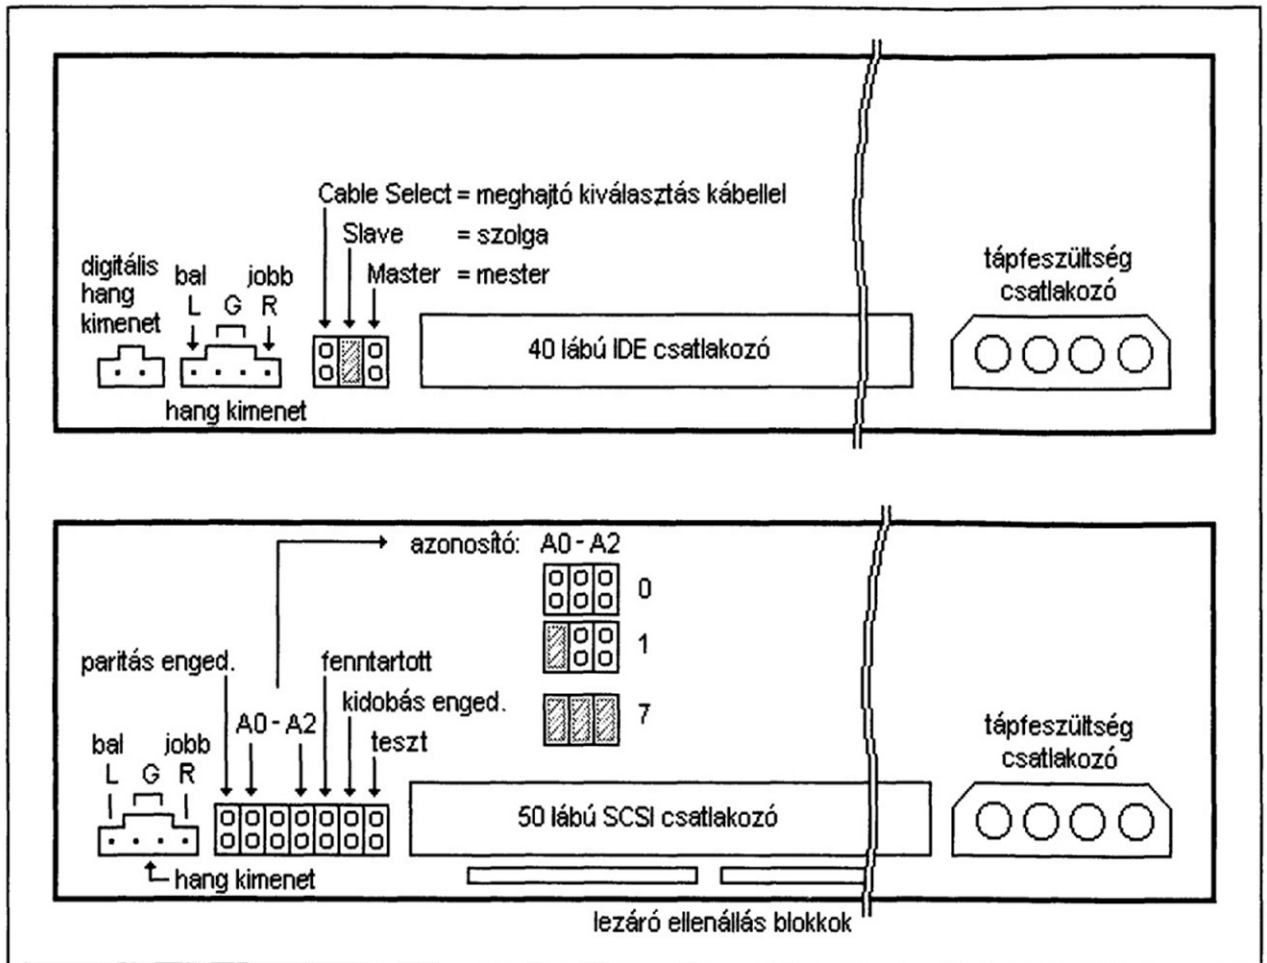 Cable Select = meghajtó kiválasztás kábellel
Slave = szolga
Master = mester
digitális
hang
kimenet
bal
jobb
L
G
R
hang kimenet
40 lábú IDE csatlakozó
tápfeszültség
csatlakozó
azonosító: A0 - A2
0
1
7
paritás enged.
fenntartott
kidobás enged.
A0 - A2
teszt
bal
jobb
L
G
R
hang kimenet
50 lábú SCSI csatlakozó
tápfeszültség
csatlakozó
lezáró ellenállás blokkok